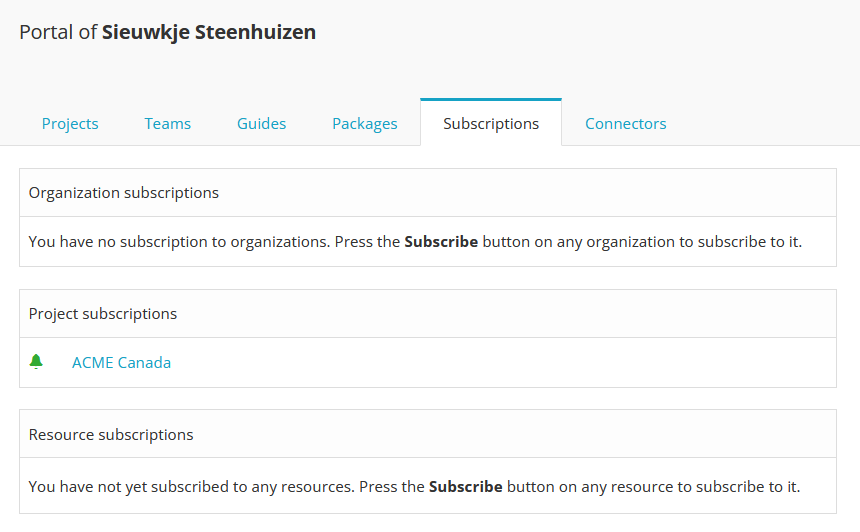 Portal of Sieuwkje Steenhuizen
Projects Teams Guides Packages Subscriptions Connectors
Organization subscriptions
You have no subscription to organizations. Press the Subscribe button on any organization to subscribe to it.
Project subscriptions
ACME Canada
Resource subscriptions
You have not yet subscribed to any resources. Press the Subscribe button on any resource to subscribe to it.